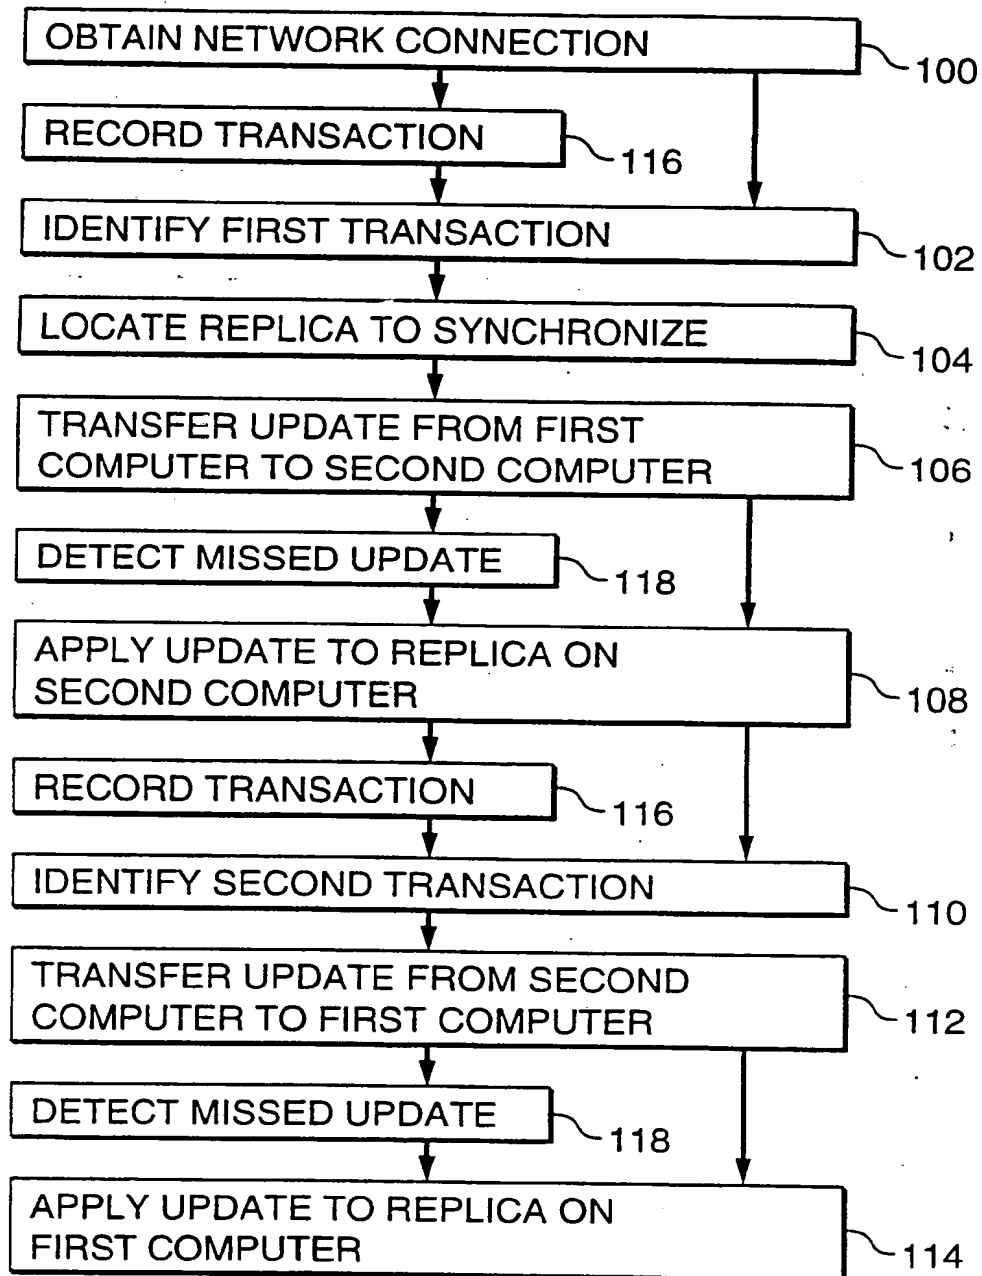 OBTAIN NETWORK CONNECTION
100
RECORD TRANSACTION
116
IDENTIFY FIRST TRANSACTION
102
LOCATE REPLICA TO SYNCHRONIZE
104
TRANSFER UPDATE FROM FIRST
COMPUTER TO SECOND COMPUTER
106
DETECT MISSED UPDATE
118
APPLY UPDATE TO REPLICA ON
SECOND COMPUTER
108
RECORD TRANSACTION
116
IDENTIFY SECOND TRANSACTION
110
TRANSFER UPDATE FROM SECOND
COMPUTER TO FIRST COMPUTER
112
DETECT MISSED UPDATE
118
APPLY UPDATE TO REPLICA ON
FIRST COMPUTER
114